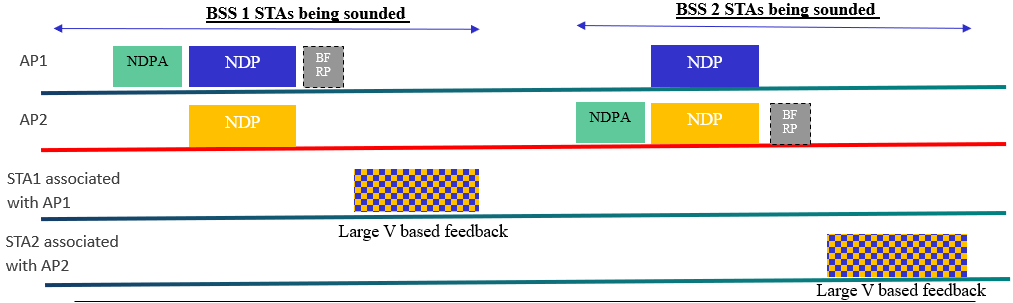 BSS 1 STAs being sounded
BSS 2 STAs being sounded
AP1
NDPA
NDP
BF
RP
NDP
AP2
NDP
NDPA
NDP
BF
RP
STA1 associated
with AP1
Large V based feedback
STA2 associated
with AP2
Large V based feedback